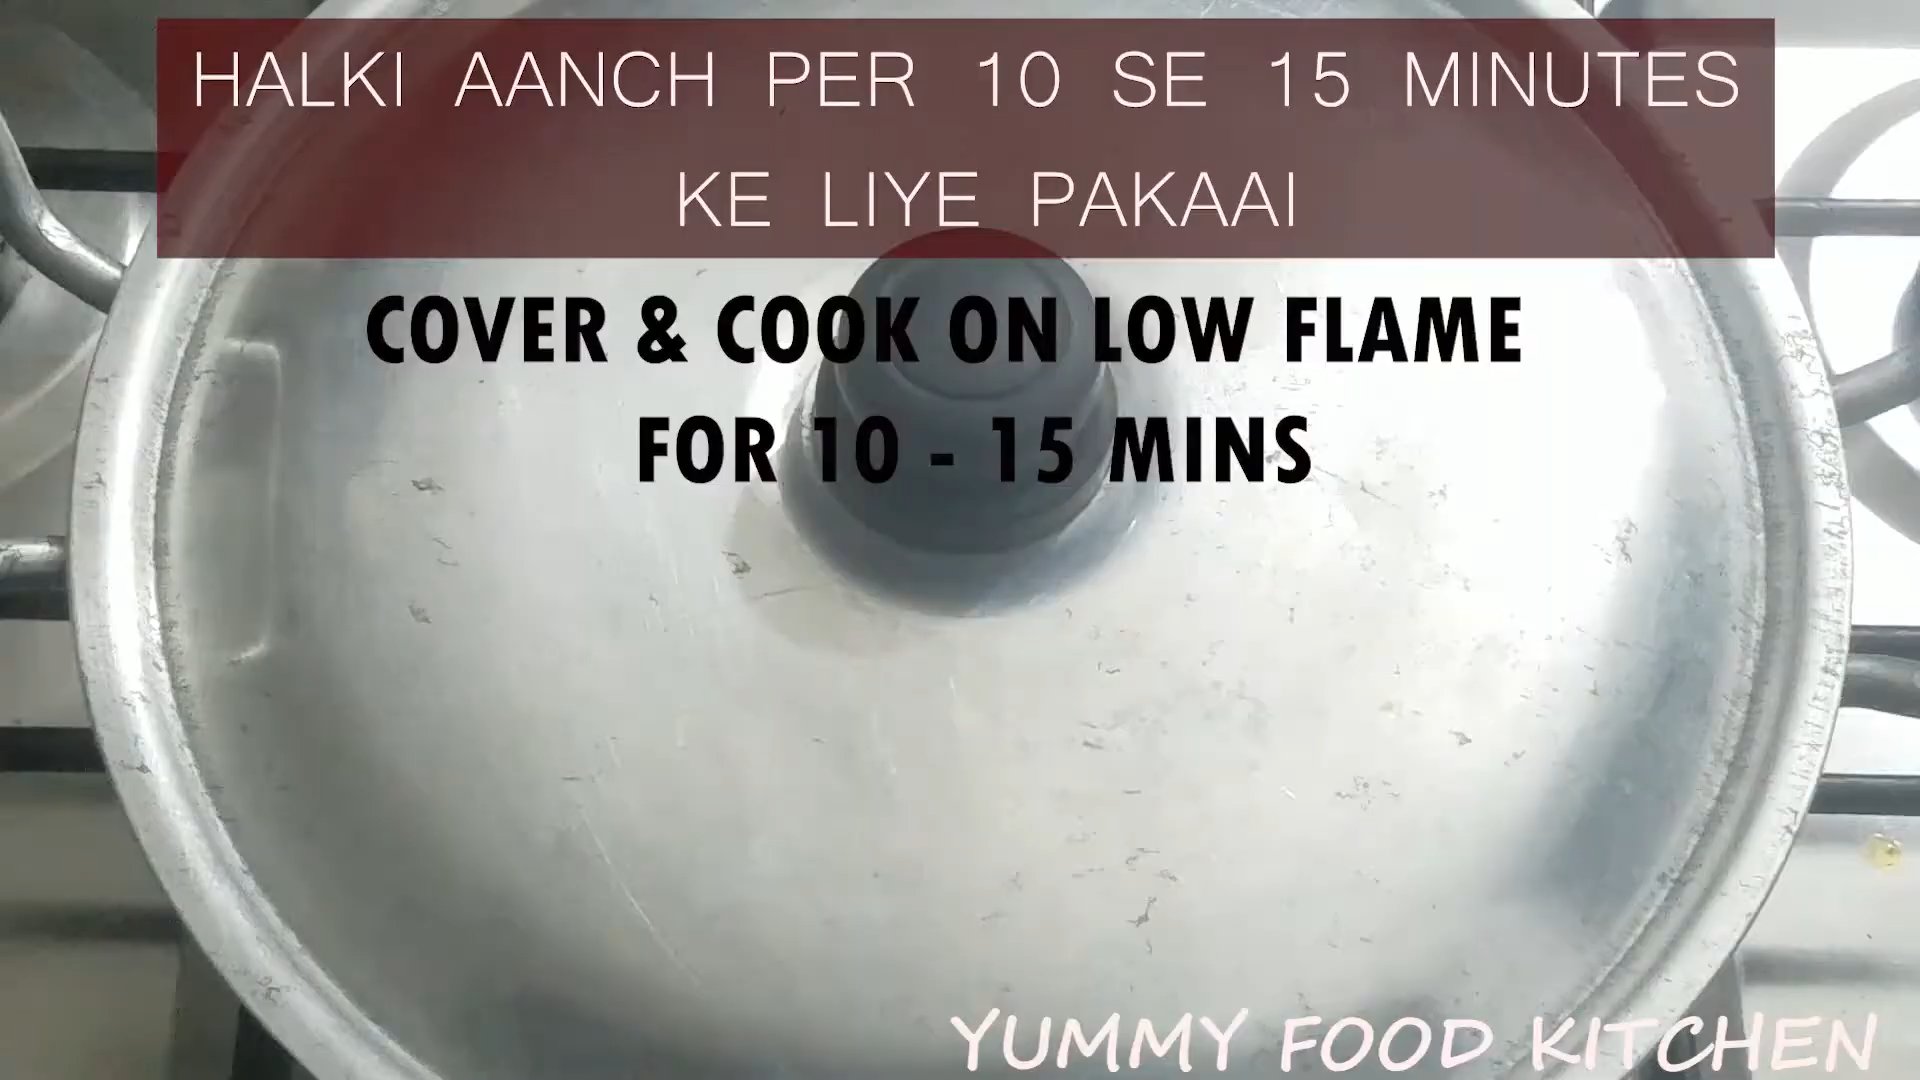 HALKI AANCH PER 10 SE 15 MINUTES
KE LIYE PAKAAI
COVER & COOK ON LOW FLAME
FOR 10 - 15 MINS
YUMMY FOOD KITCHEN